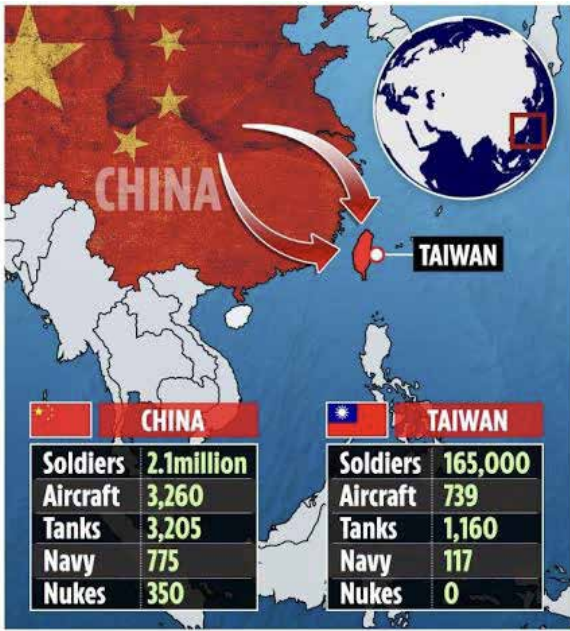 CHINA
TAIWAN
CHINA
Soldiers 2.1million
Aircraft 3,260
Tanks 3,205
Navy 775
Nukes 350
TAIWAN
Soldiers 165,000
Aircraft 739
Tanks 1,160
Navy 117
Nukes 0